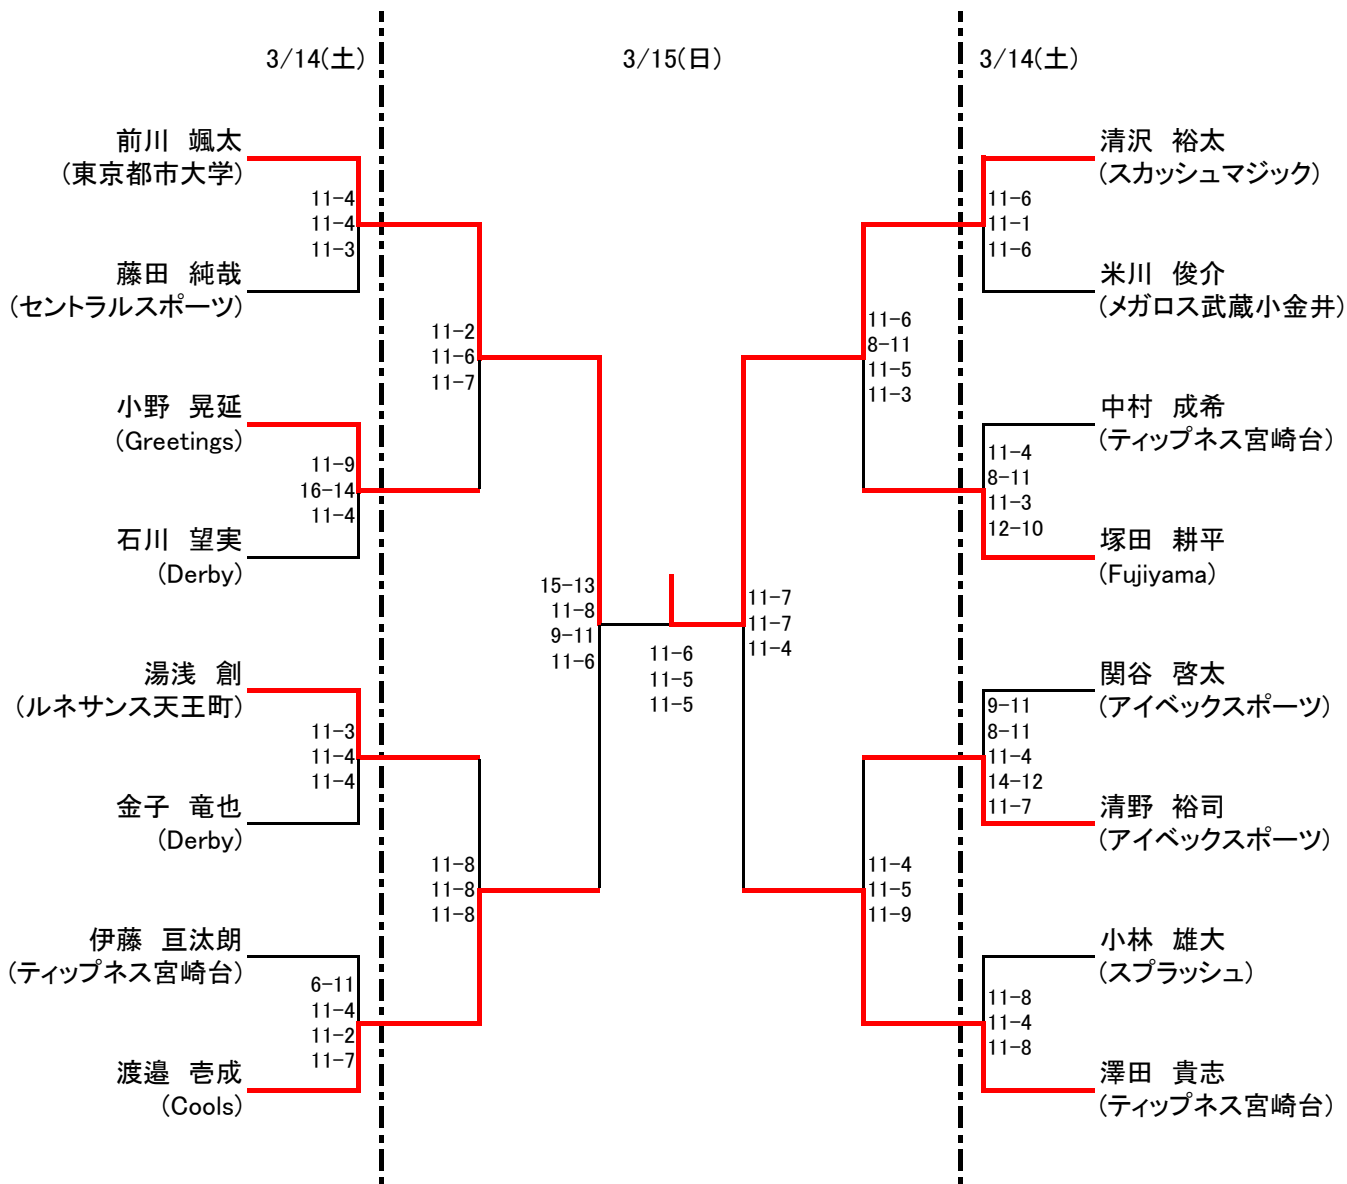 3/14(土)
3/15(日)
3/14(土)
前川　颯太
(東京都市大学)
11-4
11-4
11-3
藤田　純哉
(セントラルスポーツ)
11-2
11-6
11-7
小野　晃延
(Greetings)
11-9
16-14
11-4
石川　望実
(Derby)
15-13
11-8
9-11
11-6
湯浅　創
(ルネサンス天王町)
11-3
11-4
11-4
金子　竜也
(Derby)
11-8
11-8
11-8
伊藤　亘汰朗
(ティップネス宮崎台)
6-11
11-4
11-2
11-7
渡邉　壱成
(Cools)
11-6
11-5
11-5
清沢　裕太
(スカッシュマジック)
11-6
11-1
11-6
米川　俊介
(メガロス武蔵小金井)
11-6
8-11
11-5
11-3
中村　成希
(ティップネス宮崎台)
11-4
8-11
11-3
12-10
塚田　耕平
(Fujiyama)
11-7
11-7
11-4
関谷　啓太
(アイベックスポーツ)
9-11
8-11
11-4
14-12
11-7
清野　裕司
(アイベックスポーツ)
11-4
11-5
11-9
小林　雄大
(スプラッシュ)
11-8
11-4
11-8
澤田　貴志
(ティップネス宮崎台)